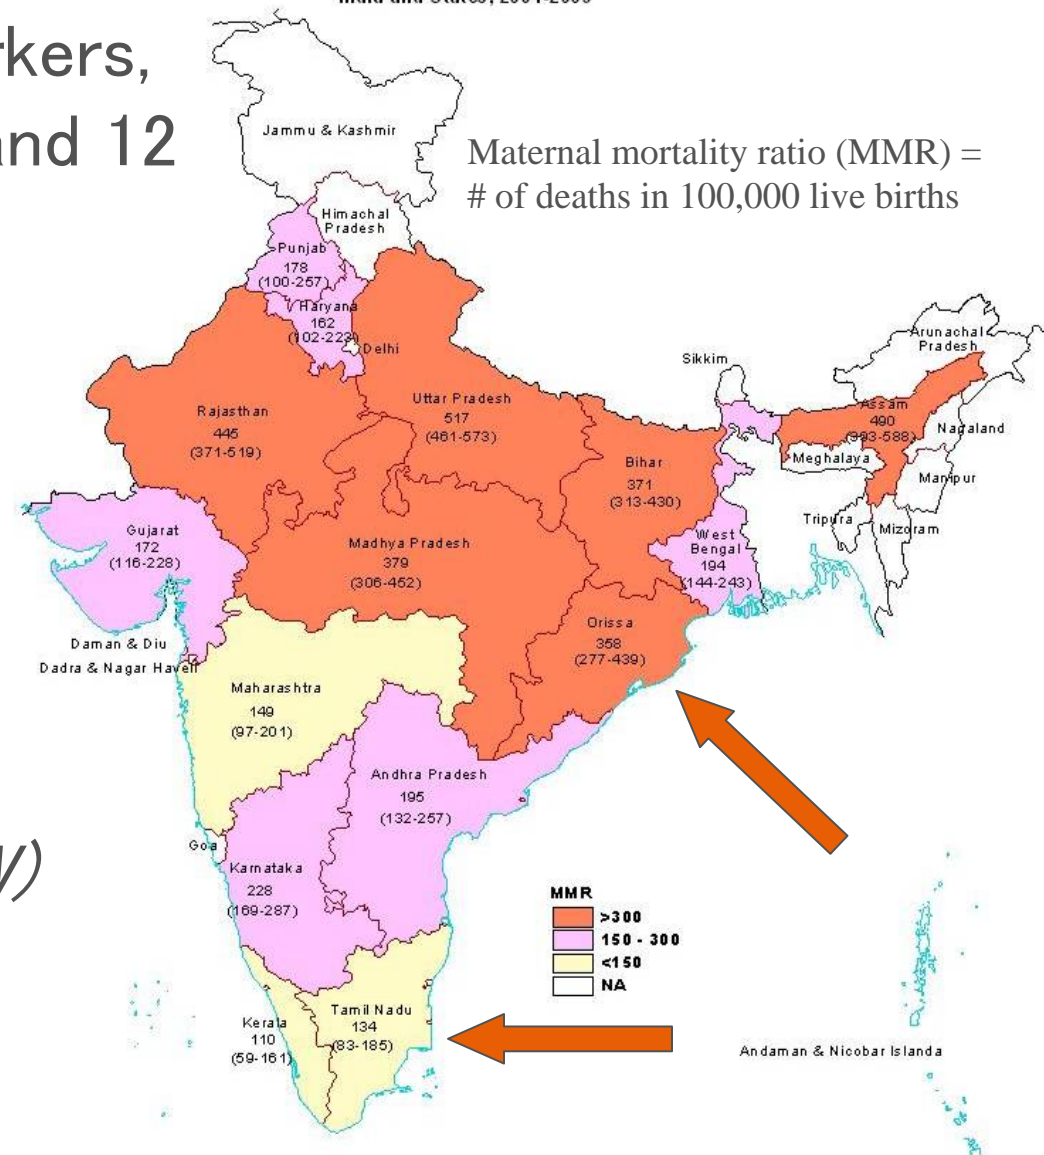 rkers,
and 12
Maternal mortality ratio (MMR) =
# of deaths in 100,000 live births
Jammu & Kashmir
Himachal
Pradesh
Punjab
178
(100-257)
Haryana
162
(102-223)
Delhi
Arunachal
Pradesh
Sikkim
Rajasthan
445
(371-519)
Uttar Pradesh
517
(461-573)
Assam
490
(393-588)
Nagaland
Meghalaya
Manipur
Bihar
371
(313-430)
Tripura
Mizoram
Gujarat
172
(116-228)
Madhya Pradesh
379
(306-452)
West
Bengal
194
(144-243)
Orissa
358
(277-439)
Daman & Diu
Dadra & Nagar Haveli
Maharashtra
149
(97-201)
Andhra Pradesh
195
(132-257)
Goa
Karnataka
228
(169-287)
MMR
>300
150 - 300
<150
NA
Kerala
110
(59-161)
Tamil Nadu
134
(83-185)
Andaman & Nicobar Islanda